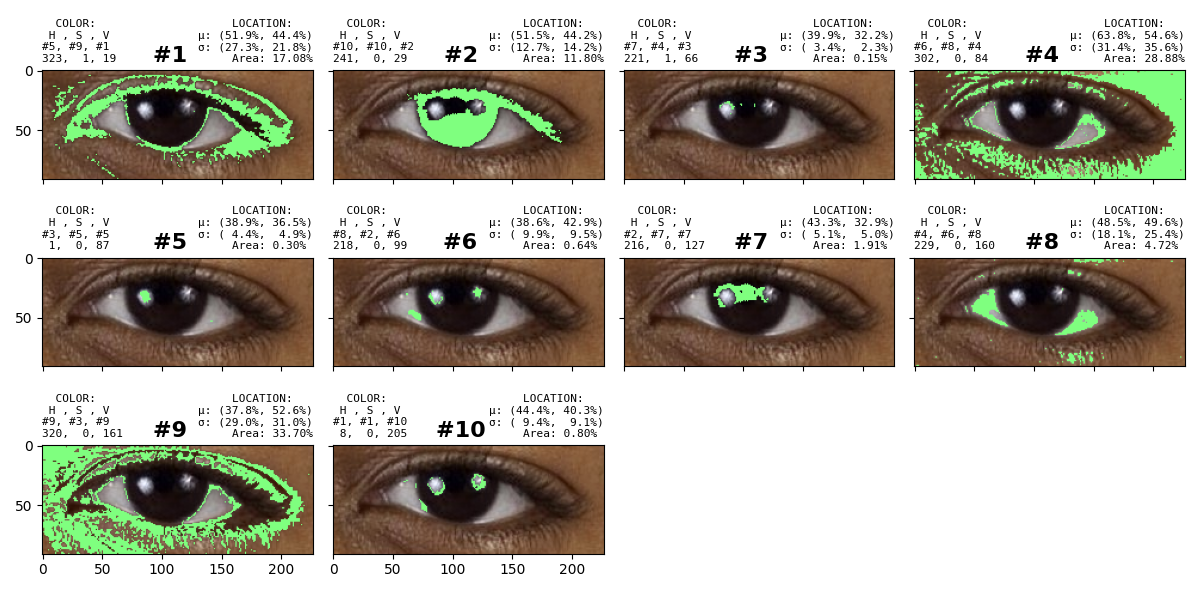 COLOR: LOCATION:
H , S , V μ: (51.9%, 44.4%)
#5, #9, #1 #1 σ: (27.3%, 21.8%)
323, 1, 19 Area: 17.08%
COLOR: LOCATION:
H , S , V μ: (51.5%, 44.2%)
#10, #10, #2 #2 σ: (12.7%, 14.2%)
241, 0, 29 Area: 11.80%
COLOR: LOCATION:
H , S , V μ: (39.9%, 32.2%)
#7, #4, #3 #3 σ: ( 3.4%, 2.3%)
221, 1, 66 Area: 0.15%
COLOR: LOCATION:
H , S , V μ: (63.8%, 54.6%)
#6, #8, #4 #4 σ: (31.4%, 35.6%)
302, 0, 84 Area: 28.88%
0
50
COLOR: LOCATION:
H , S , V μ: (38.9%, 36.5%)
#3, #5, #5 #5 σ: ( 4.4%, 4.9%)
1, 0, 87 Area: 0.30%
COLOR: LOCATION:
H , S , V μ: (38.6%, 42.9%)
#8, #2, #6 #6 σ: ( 9.9%, 9.5%)
218, 0, 99 Area: 0.64%
COLOR: LOCATION:
H , S , V μ: (43.3%, 32.9%)
#2, #7, #7 #7 σ: ( 5.1%, 5.0%)
216, 0, 127 Area: 1.91%
COLOR: LOCATION:
H , S , V μ: (48.5%, 49.6%)
#4, #6, #8 #8 σ: (18.1%, 25.4%)
229, 0, 160 Area: 4.72%
0
50
COLOR: LOCATION:
H , S , V μ: (37.8%, 52.6%)
#9, #3, #9 #9 σ: (29.0%, 31.0%)
320, 0, 161 Area: 33.70%
COLOR: LOCATION:
H , S , V μ: (44.4%, 40.3%)
#1, #1, #10 #10 σ: ( 9.4%, 9.1%)
8, 0, 205 Area: 0.80%
0
50
0 50 100 150 200
0 50 100 150 200